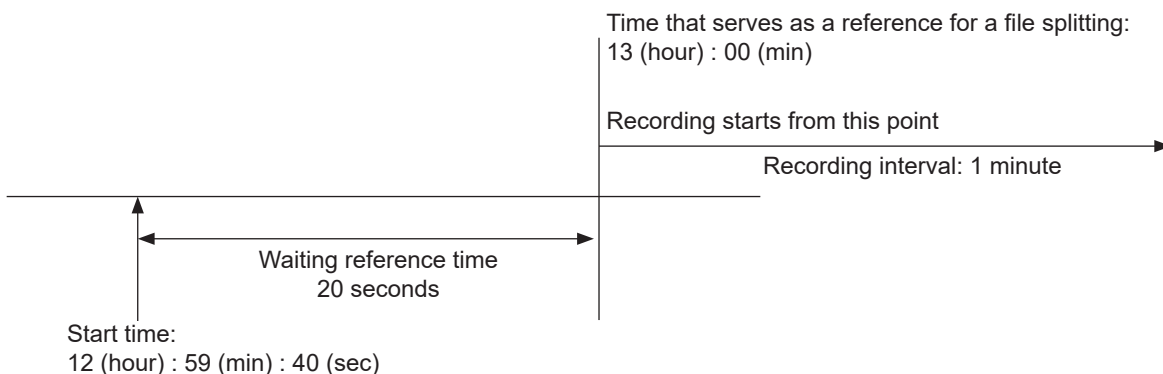 Time that serves as a reference for a file splitting:
13 (hour) : 00 (min)
Recording starts from this point
Recording interval: 1 minute
Waiting reference time
20 seconds
Start time:
12 (hour) : 59 (min) : 40 (sec)